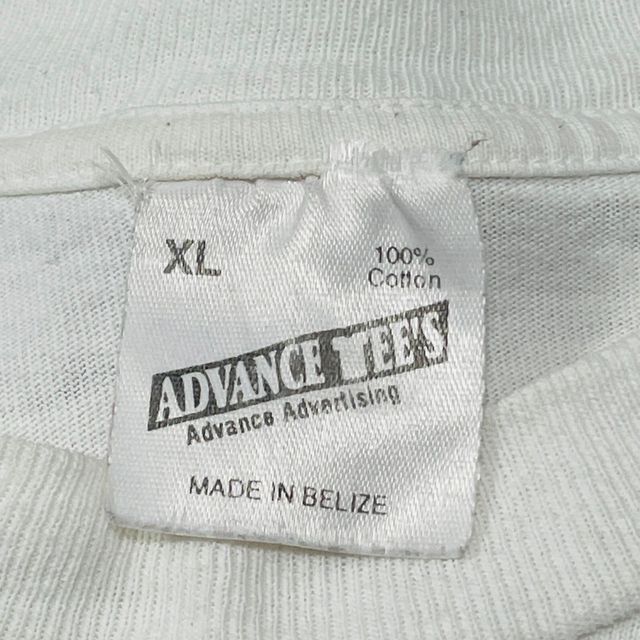 XL
100%
Cotton
ADVANCE TEE'S
Advance Advertising
MADE IN BELIZE